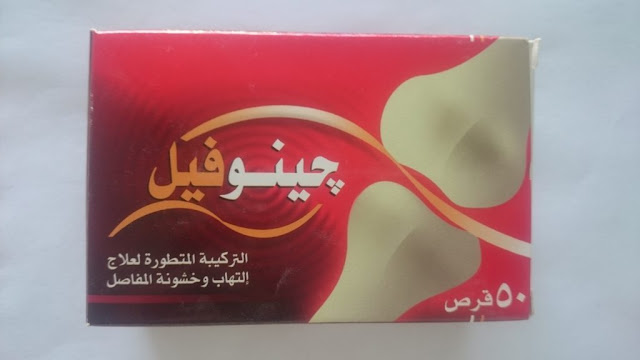 چينوفيل
التركيبة المتطورة لعلاج
إلتهاب وخشونة المفاصل
٥٠ قرص